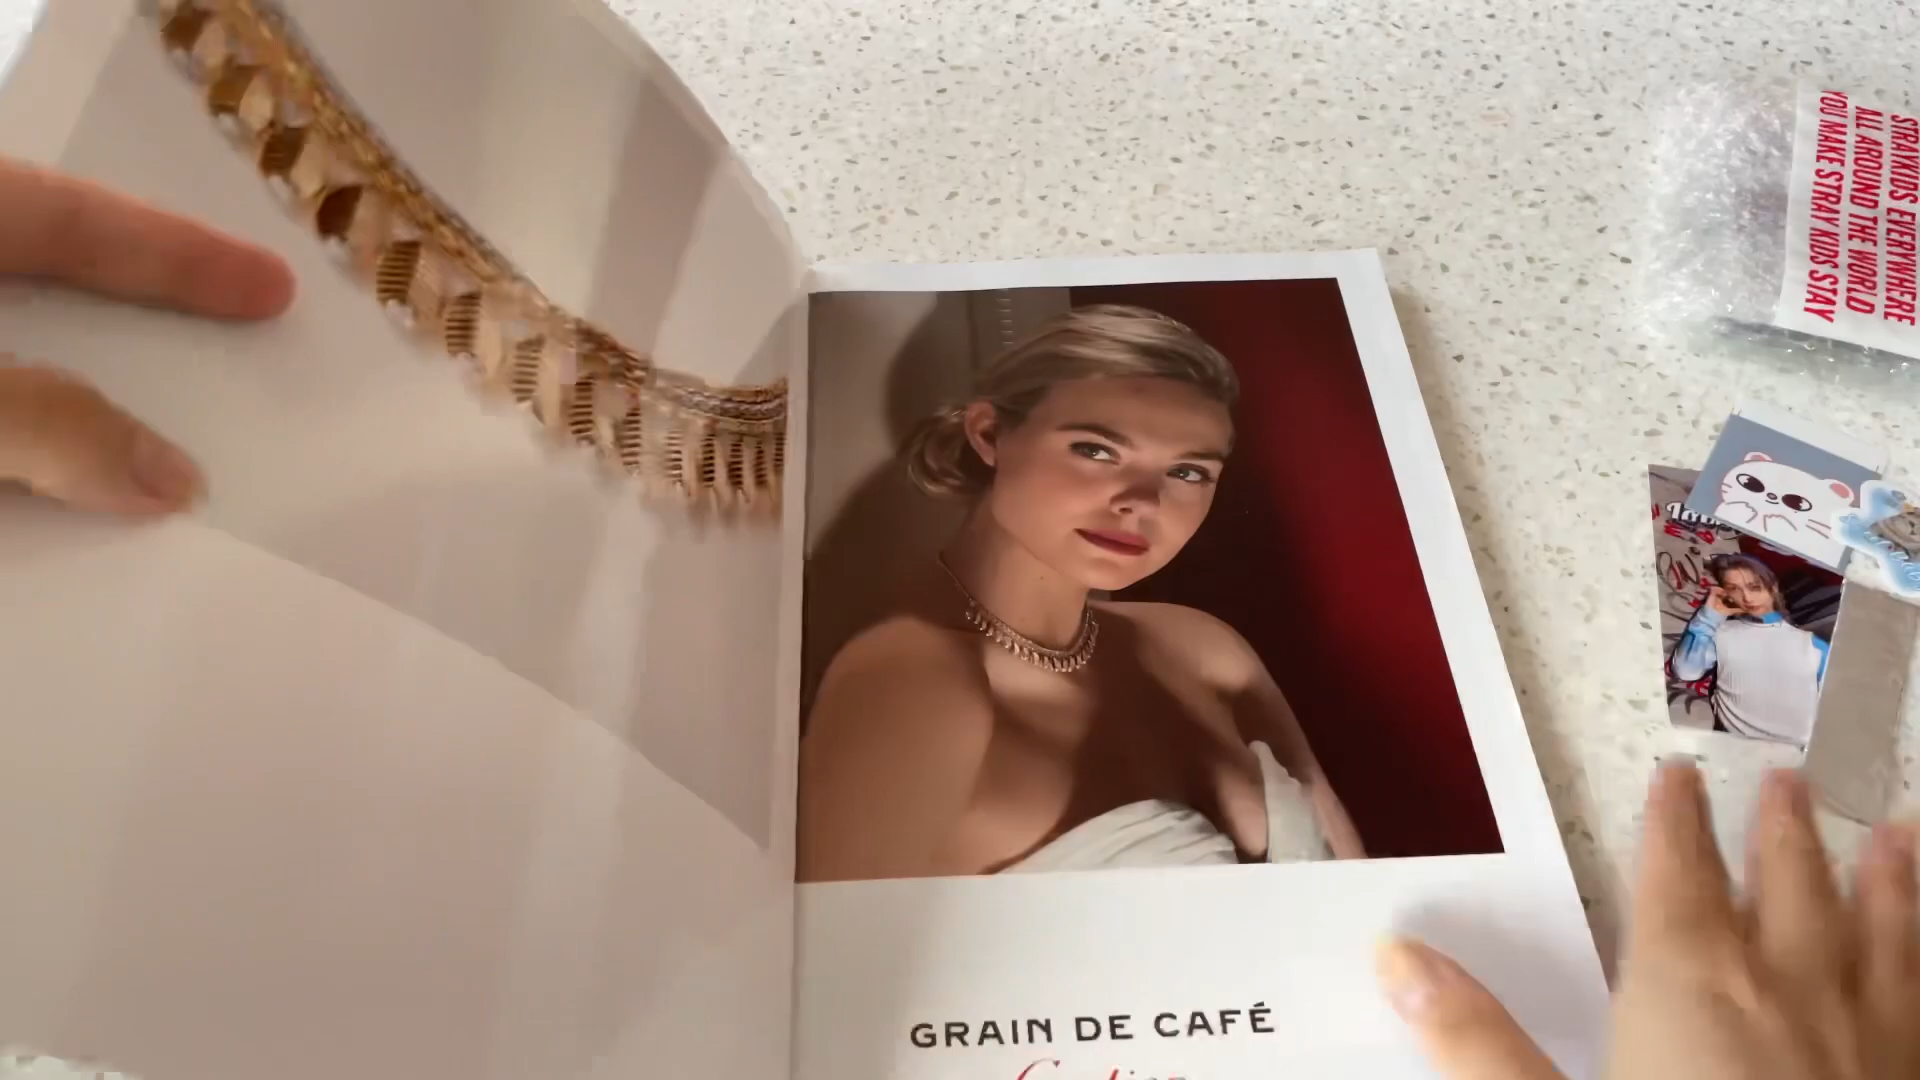 GRAIN DE CAFÉ
STRAYKIDS EVERYWHERE
ALL AROUND THE WORLD
YOU MAKE STRAY KIDS STAY